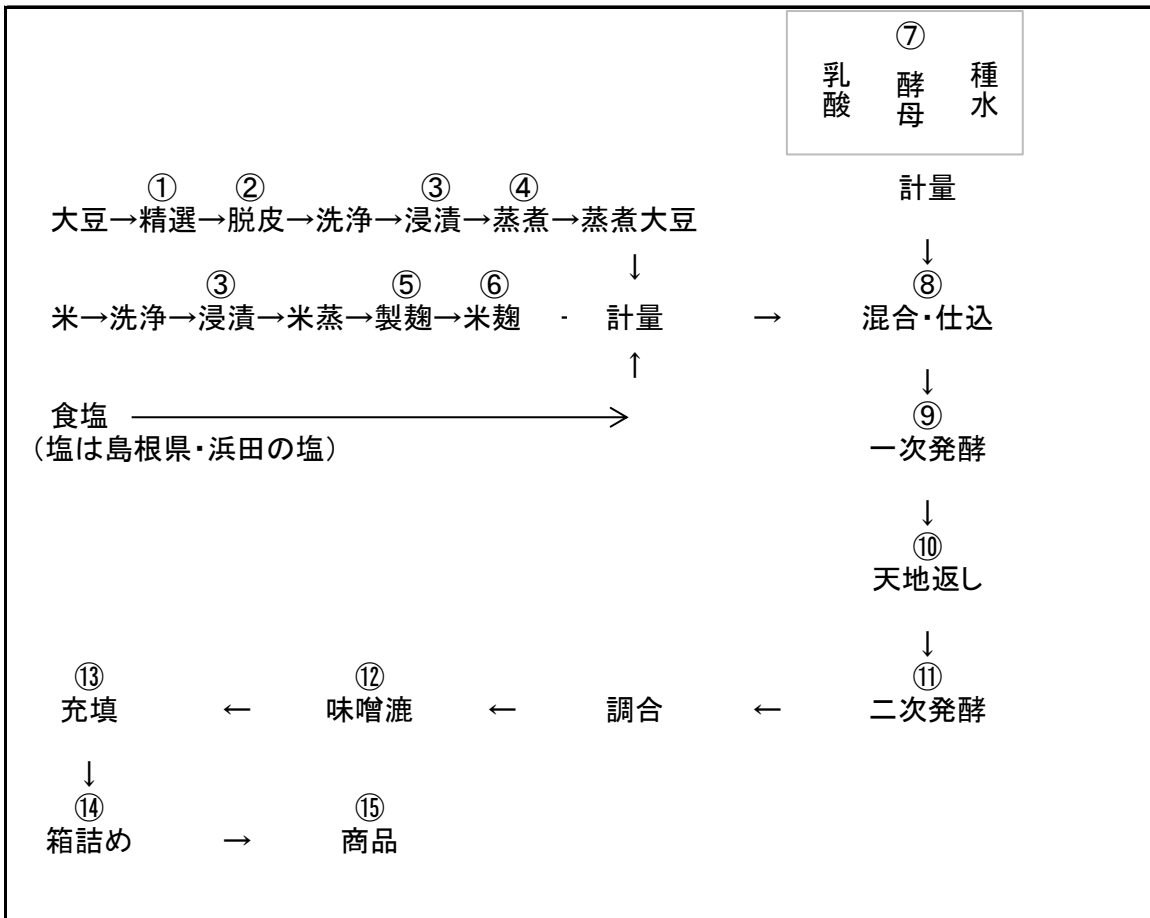 ⑦
乳酸 酵母 種水
計量
① ② ③ ④
大豆→精選→脱皮→洗浄→浸漬→蒸煮→蒸煮大豆
↓ ↓
③ ⑤ ⑥ ⑧
米→洗浄→浸漬→米蒸→製麹→米麹 - 計量 → 混合・仕込
↑ ↓
⑨
食塩 →
(塩は島根県・浜田の塩) 一次発酵
↓
⑩
天地返し
↓
⑬ ⑫ ⑪
充填 ← 味噌漉 ← 調合 ← 二次発酵
↓
⑭ ⑮
箱詰め → 商品